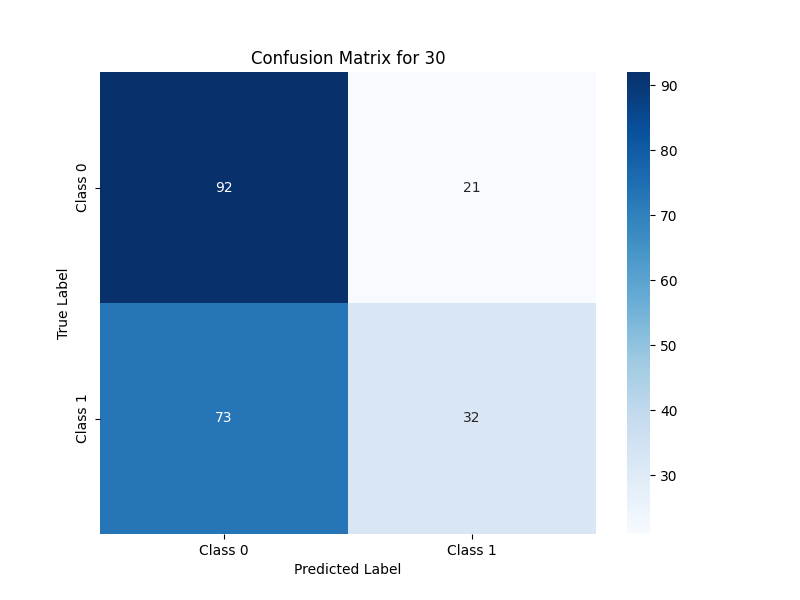 Confusion Matrix for 30
True Label
Class 0
92
21
Class 1
73
32
Class 0 Class 1
Predicted Label
90
80
70
60
50
40
30